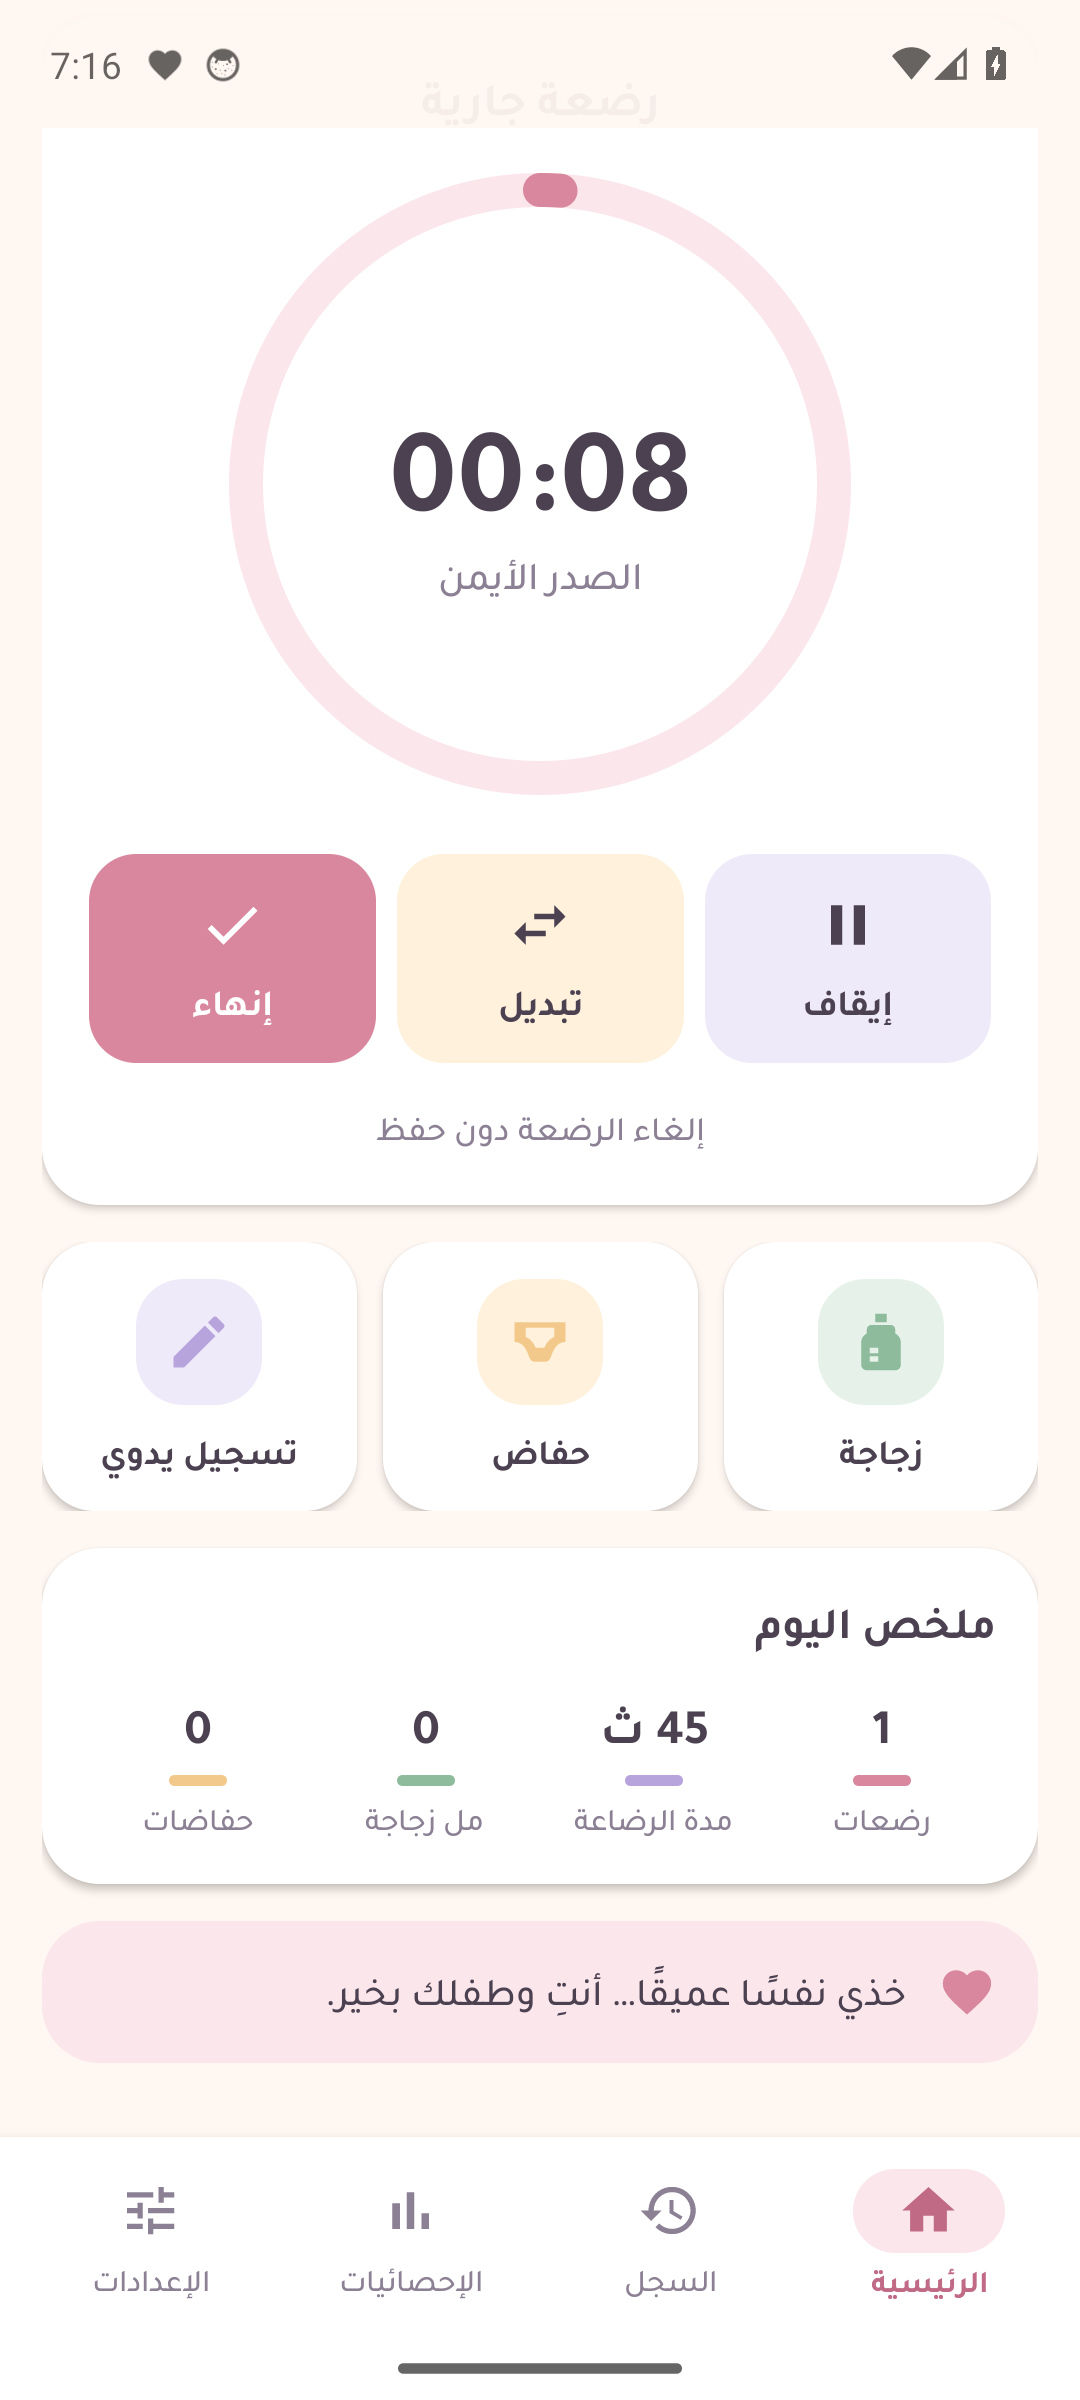 7:16
رضعة جارية
00:08
الصدر الأيمن
إيقاف
تبديل
إنهاء
إلغاء الرضعة دون حفظ
زجاجة
حفاض
تسجيل يدوي
ملخص اليوم
1
45 ث
0
0
رضعات
مدة الرضاعة
مل زجاجة
حفاضات
خذي نفسًا عميقًا... أنتِ وطفلك بخير.
الرئيسية
السجل
الإحصائيات
الإعدادات